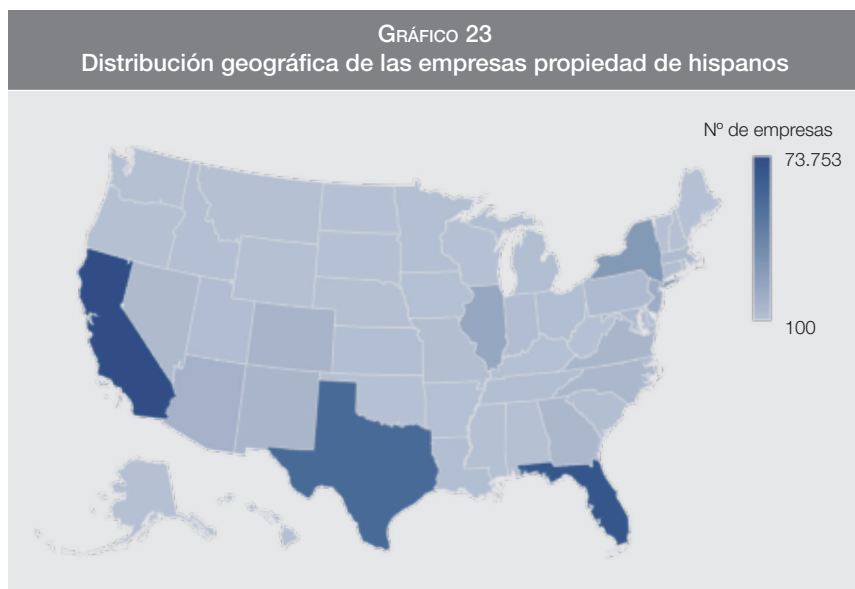 GRÁFICO 23
Distribución geográfica de las empresas propiedad de hispanos
Nº de empresas
73.753
100